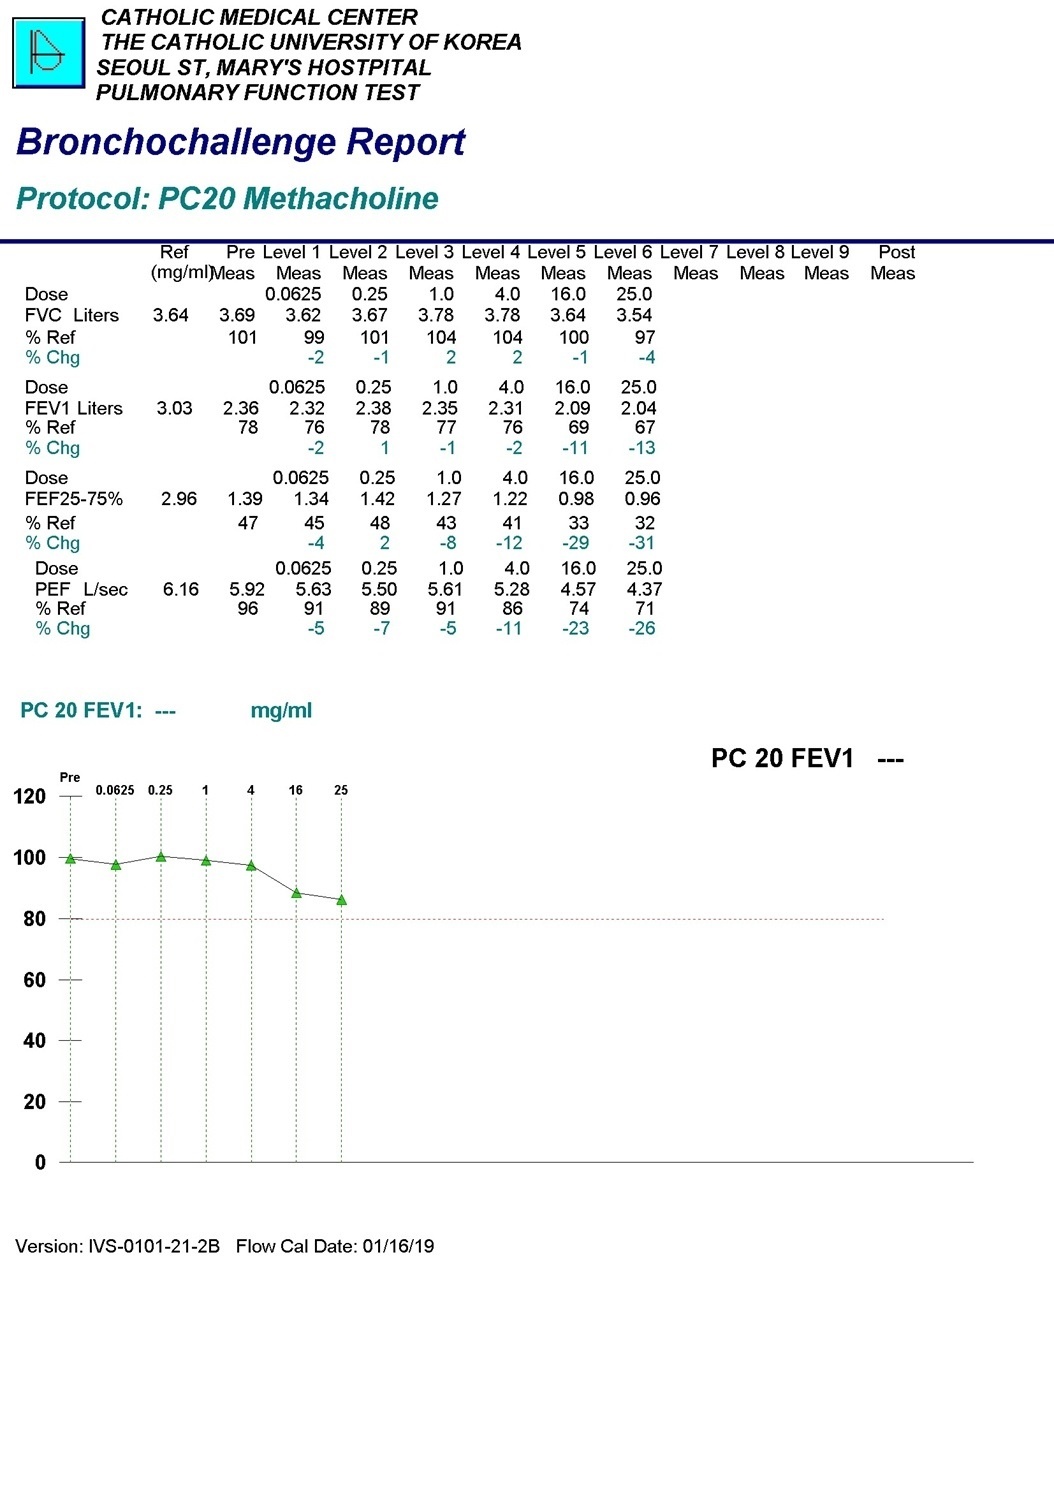 CATHOLIC MEDICAL CENTER
THE CATHOLIC UNIVERSITY OF KOREA
SEOUL ST, MARY'S HOSTPITAL
PULMONARY FUNCTION TEST
Bronchochallenge Report
Protocol: PC20 Methacholine
Ref Pre Level 1 Level 2 Level 3 Level 4 Level 5 Level 6 Level 7 Level 8 Level 9 Post
(mg/ml) Meas Meas Meas Meas Meas Meas Meas Meas Meas Meas Meas
Dose 0.0625 0.25 1.0 4.0 16.0 25.0
FVC Liters 3.64 3.69 3.62 3.67 3.78 3.78 3.64 3.54
% Ref 101 99 101 104 104 100 97
% Chg -2 -1 2 2 -1 -4
Dose 0.0625 0.25 1.0 4.0 16.0 25.0
FEV1 Liters 3.03 2.36 2.32 2.38 2.35 2.31 2.09 2.04
% Ref 78 76 78 77 76 69 67
% Chg -2 1 -1 -2 -11 -13
Dose 0.0625 0.25 1.0 4.0 16.0 25.0
FEF25-75% 2.96 1.39 1.34 1.42 1.27 1.22 0.98 0.96
% Ref 47 45 48 43 41 33 32
% Chg -4 2 -8 -12 -29 -31
Dose 0.0625 0.25 1.0 4.0 16.0 25.0
PEF L/sec 6.16 5.92 5.63 5.50 5.61 5.28 4.57 4.37
% Ref 96 91 89 91 86 74 71
% Chg -5 -7 -5 -11 -23 -26
PC 20 FEV1: --- mg/ml
PC 20 FEV1 ---
Pre
0.0625 0.25 1 4 16 25
120
100
80
60
40
20
0
Version: IVS-0101-21-2B Flow Cal Date: 01/16/19